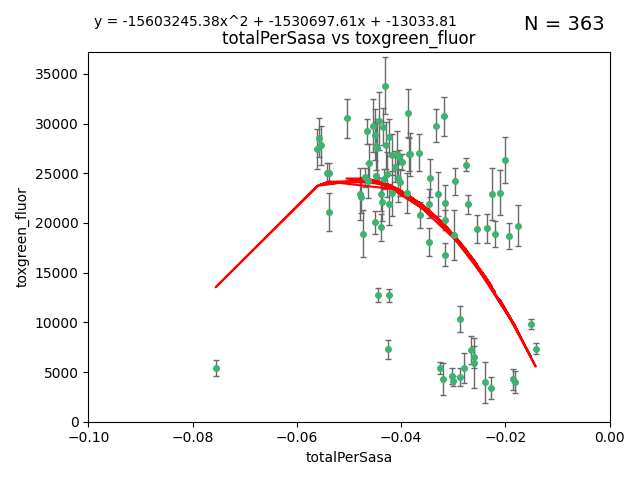 y = -15603245.38x^2 + -1530697.61x + -13033.81
N = 363
totalPerSasa vs toxgreen_fluor
35000
30000
25000
20000
15000
10000
5000
0
toxgreen_fluor
−0.10 −0.08 −0.06 −0.04 −0.02 0.00
totalPerSasa